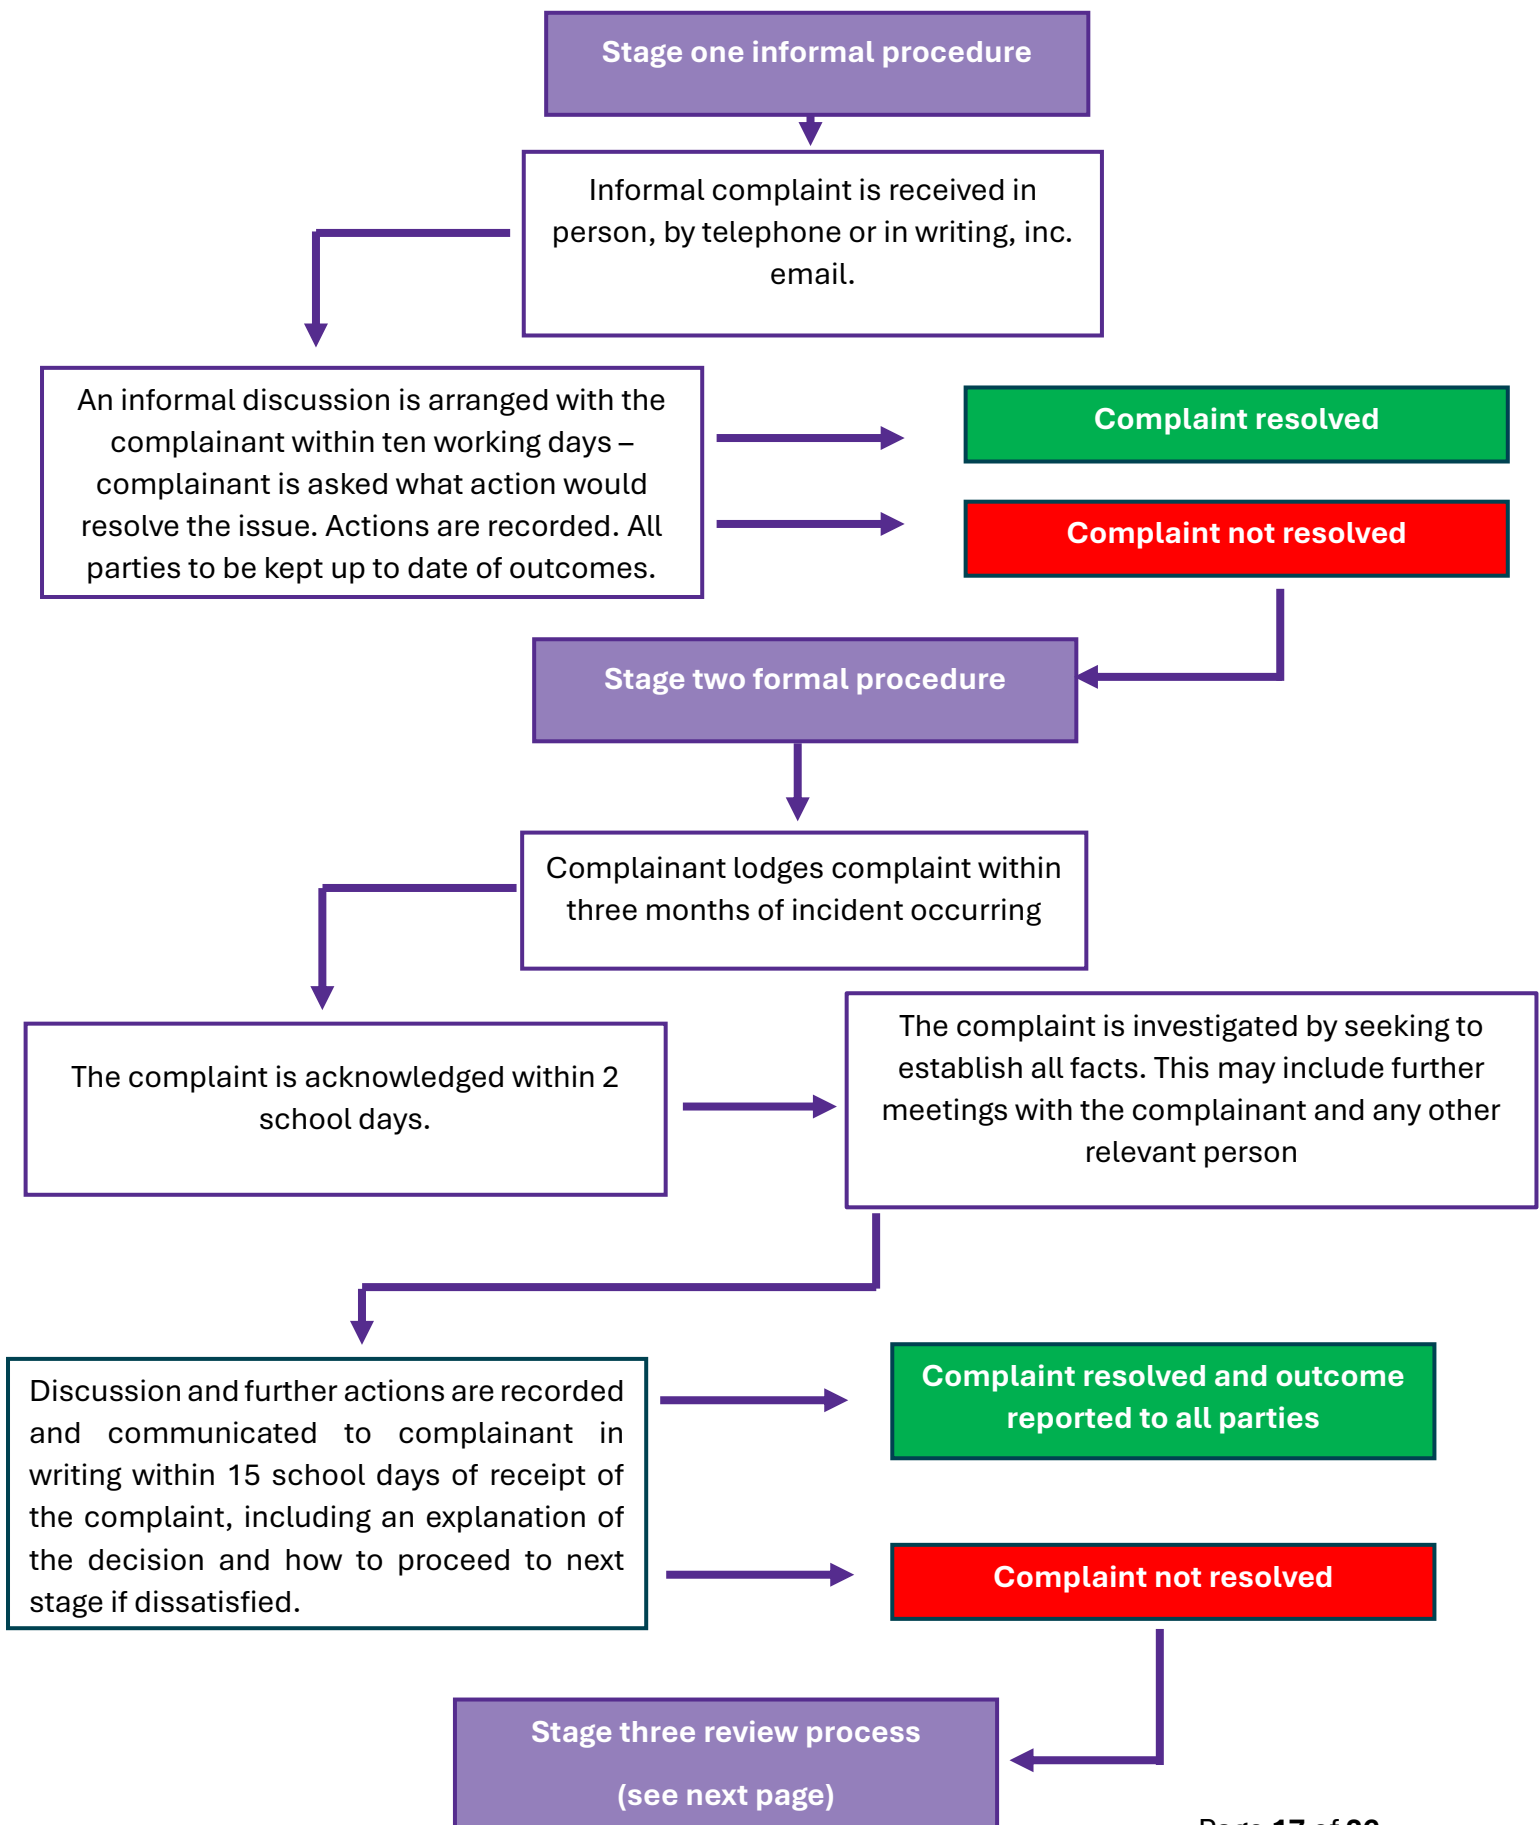 Stage one informal procedure
Informal complaint is received in
person, by telephone or in writing, inc.
email.
An informal discussion is arranged with the
complainant within ten working days –
complainant is asked what action would
resolve the issue. Actions are recorded. All
parties to be kept up to date of outcomes.
Complaint resolved
Complaint not resolved
Stage two formal procedure
Complainant lodges complaint within
three months of incident occurring
The complaint is acknowledged within 2
school days.
The complaint is investigated by seeking to
establish all facts. This may include further
meetings with the complainant and any other
relevant person
Discussion and further actions are recorded
and communicated to complainant in
writing within 15 school days of receipt of
the complaint, including an explanation of
the decision and how to proceed to next
stage if dissatisfied.
Complaint resolved and outcome
reported to all parties
Complaint not resolved
Stage three review process
(see next page)
Page 17 of